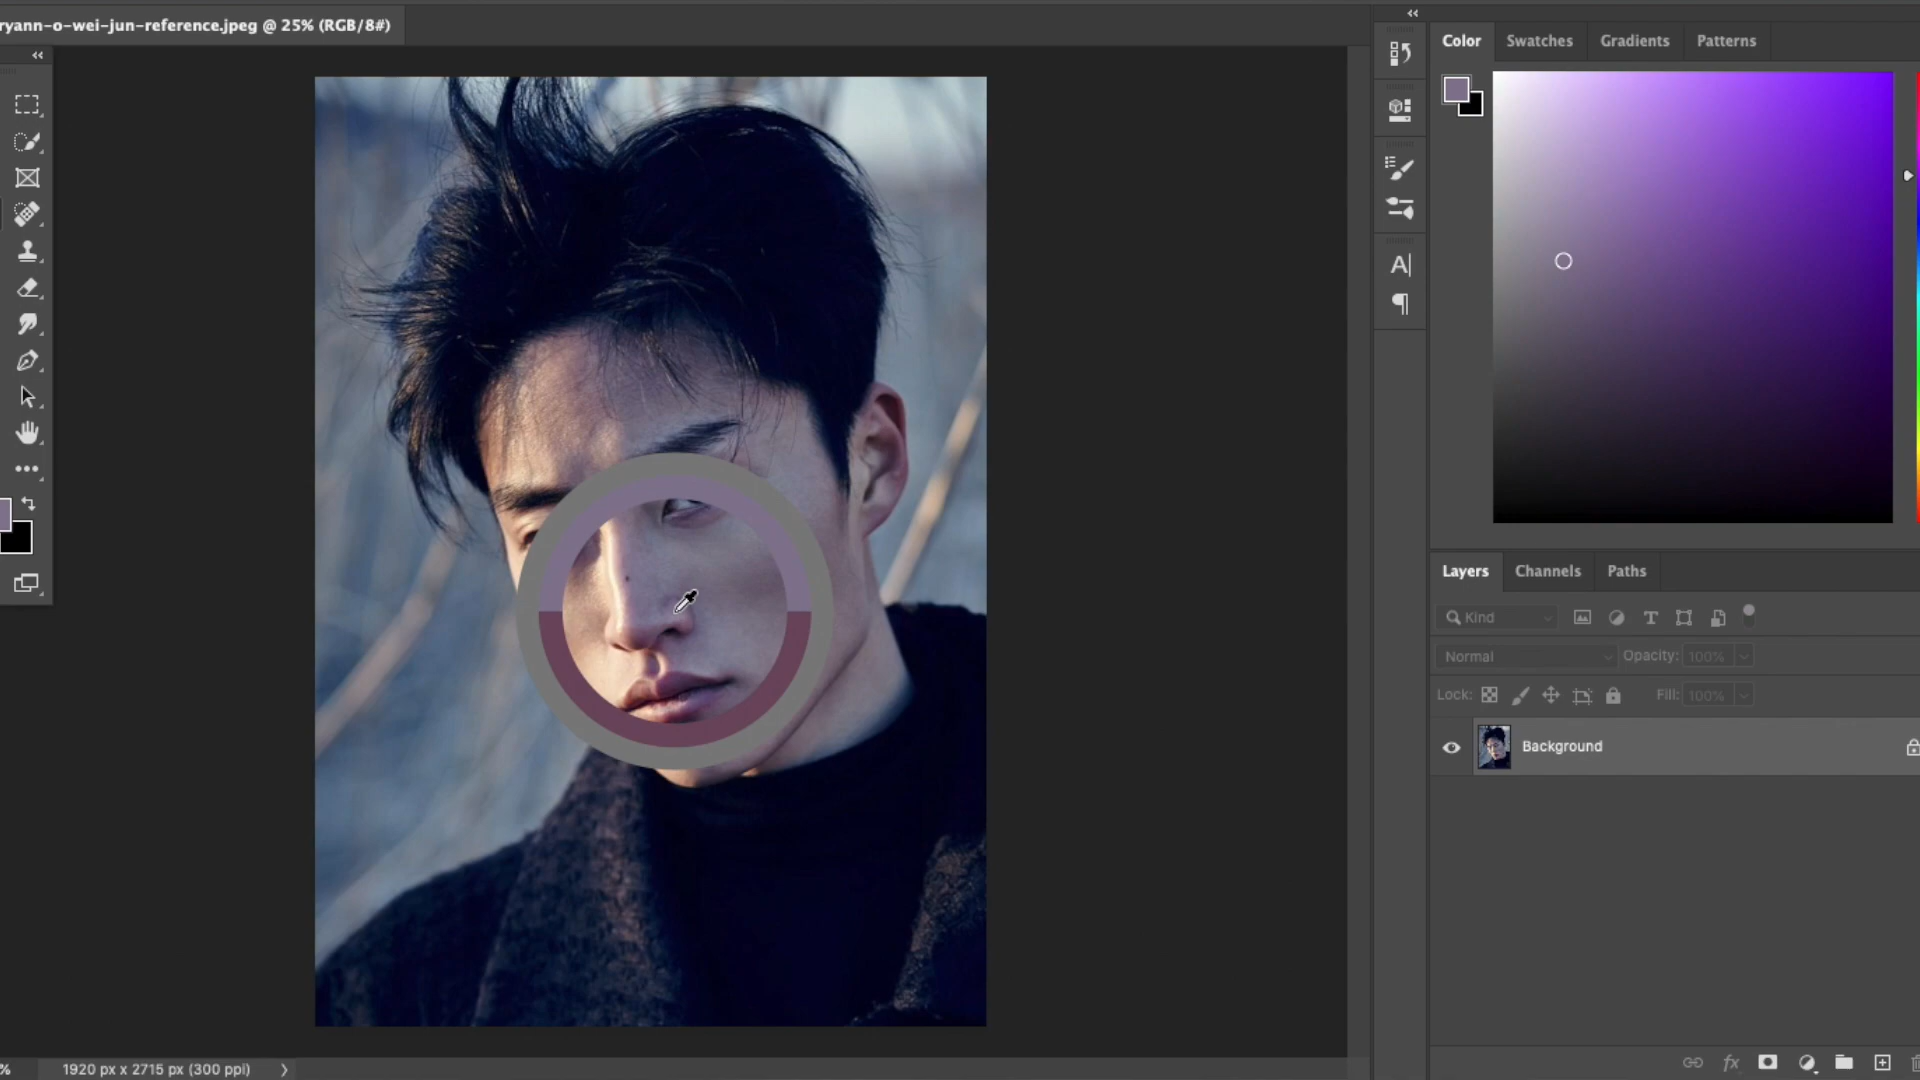 ryann-o-wei-jun-reference.jpeg @ 25% (RGB/8#)
Color Swatches Gradients Patterns
Layers Channels Paths
Kind
Normal Opacity: 100%
Lock: Fill: 100%
Background
fx
% 1920 px x 2715 px (300 ppi)